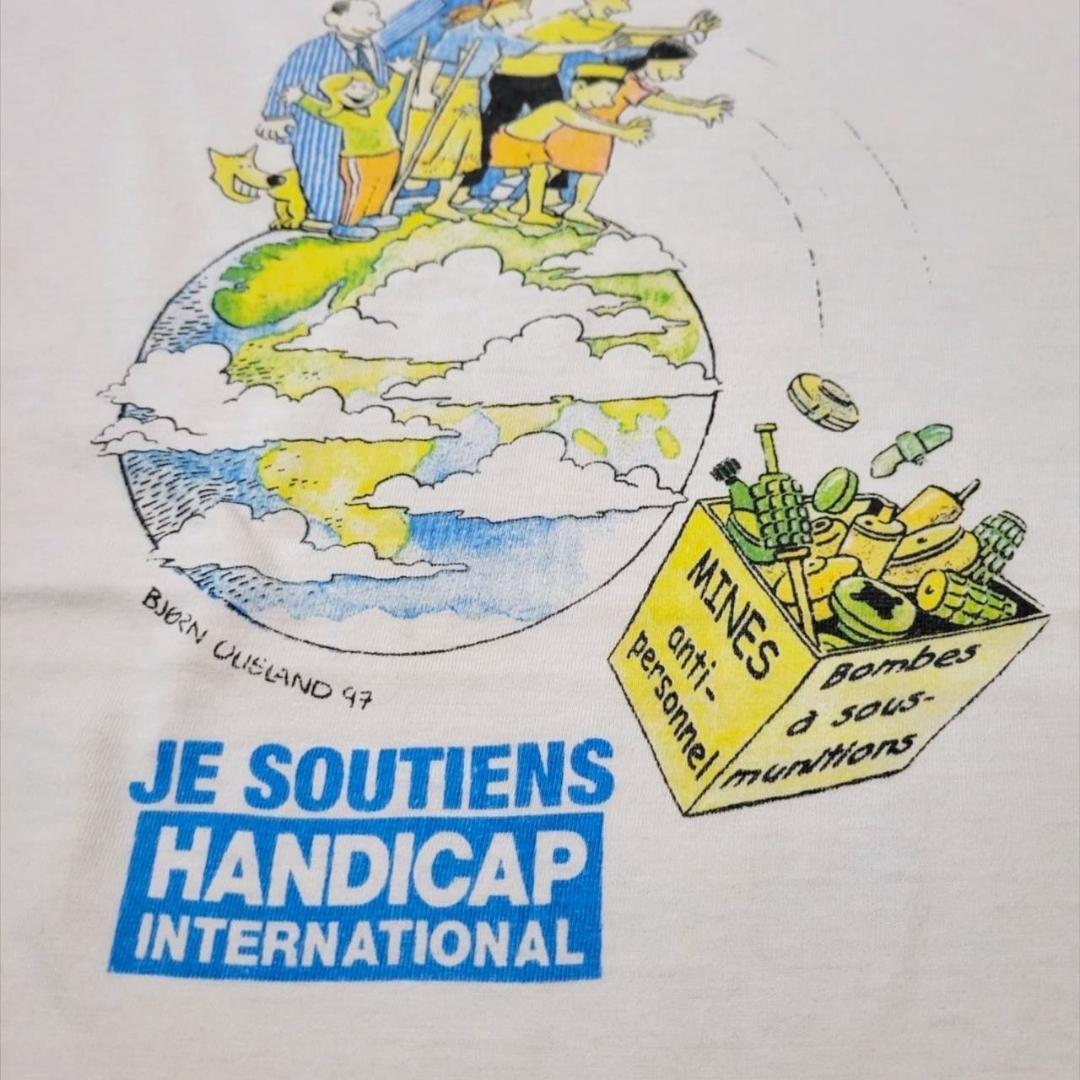 MINES
anti-
personnel
Bombes
à sous-
munitions
BJØRN OUSLAND 97
JE SOUTIENS
HANDICAP
INTERNATIONAL